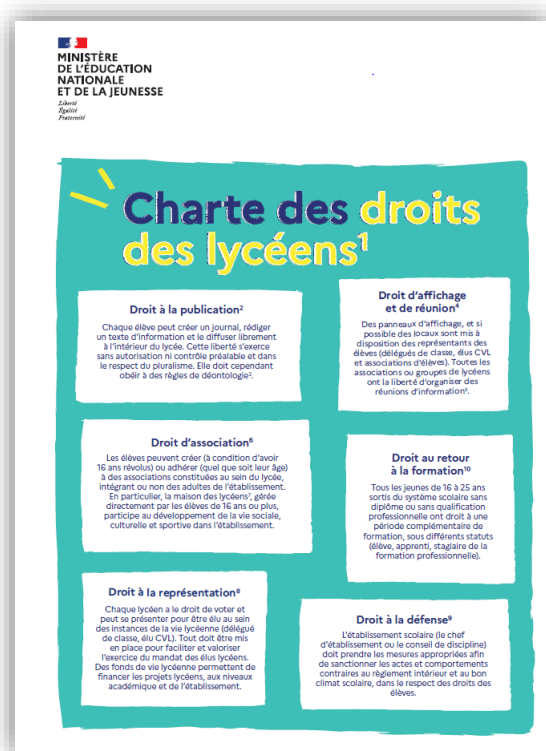 MINISTÈRE
DE L'ÉDUCATION
NATIONALE
ET DE LA JEUNESSE
Liberté
Égalité
Fraternité
Charte des droits
des lycéens¹
Droit à la publication²
Chaque élève peut créer un journal, rédiger
un texte d'information et le diffuser librement
à l'intérieur du lycée. Cette liberté s'exerce
sans autorisation ni contrôle préalable et dans
le respect du pluralisme. Elle doit cependant
obéir à des règles de déontologie³.
Droit d'affichage
et de réunion⁴
Des panneaux d'affichage, et si
possible des locaux sont mis à
disposition des représentants des
élèves (délégués de classe, élus CVL
et associations d'élèves). Toutes les
associations ou groupes de lycéens
ont la liberté d'organiser des
réunions d'information⁵.
Droit d'association⁶
Les élèves peuvent créer (à condition d'avoir
16 ans révolus) ou adhérer (quel que soit leur âge)
à des associations constituées au sein du lycée,
intégrant ou non des adultes de l'établissement.
En particulier, la maison des lycéens⁷, gérée
directement par les élèves de 16 ans ou plus,
participe au développement de la vie sociale,
culturelle et sportive dans l'établissement.
Droit au retour
à la formation¹⁰
Tous les jeunes de 16 à 25 ans
sortis du système scolaire sans
diplôme ou sans qualification
professionnelle ont droit à une
période complémentaire de
formation, sous différents statuts
(élève, apprenti, stagiaire de la
formation professionnelle).
Droit à la représentation⁸
Chaque lycéen a le droit de voter et
peut se présenter pour être élu au sein
des instances de la vie lycéenne (délégué
de classe, élu CVL). Tout doit être mis
en place pour faciliter et valoriser
l'exercice du mandat des élus lycéens.
Des fonds de vie lycéenne permettent de
financer les projets lycéens, aux niveaux
académique et de l'établissement.
Droit à la défense⁹
L'établissement scolaire (le chef
d'établissement ou le conseil de discipline)
doit prendre les mesures appropriées afin
de sanctionner les actes et comportements
contraires au règlement intérieur et au bon
climat scolaire, dans le respect des droits des
élèves.